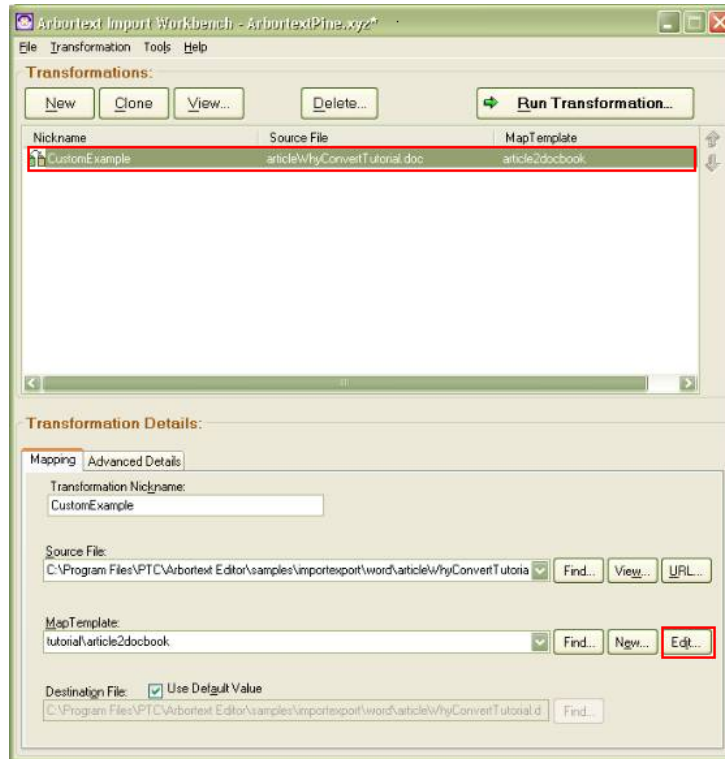 Arbortext Import Workbench - ArbortextPine.xyz*
File Transformation Tools Help
Transformations:
New Clone View... Delete... Run Transformation...
Nickname Source File MapTemplate
CustomExample articleWhyConvertTutorial.doc article2docbook
Transformation Details:
Mapping Advanced Details
Transformation Nickname:
CustomExample
Source File:
C:\Program Files\PTC\Arbortext Editor\samples\importexport\word\articleWhyConvertTutoria Find... View... URL...
MapTemplate:
tutorial\article2docbook Find... New... Edit...
Destination File: Use Default Value
C:\Program Files\PTC\Arbortext Editor\samples\importexport\word\articleWhyConvertTutorial.d Find...